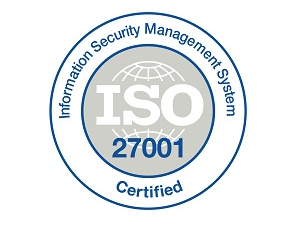 Information Security Management System
ISO
27001
Certified